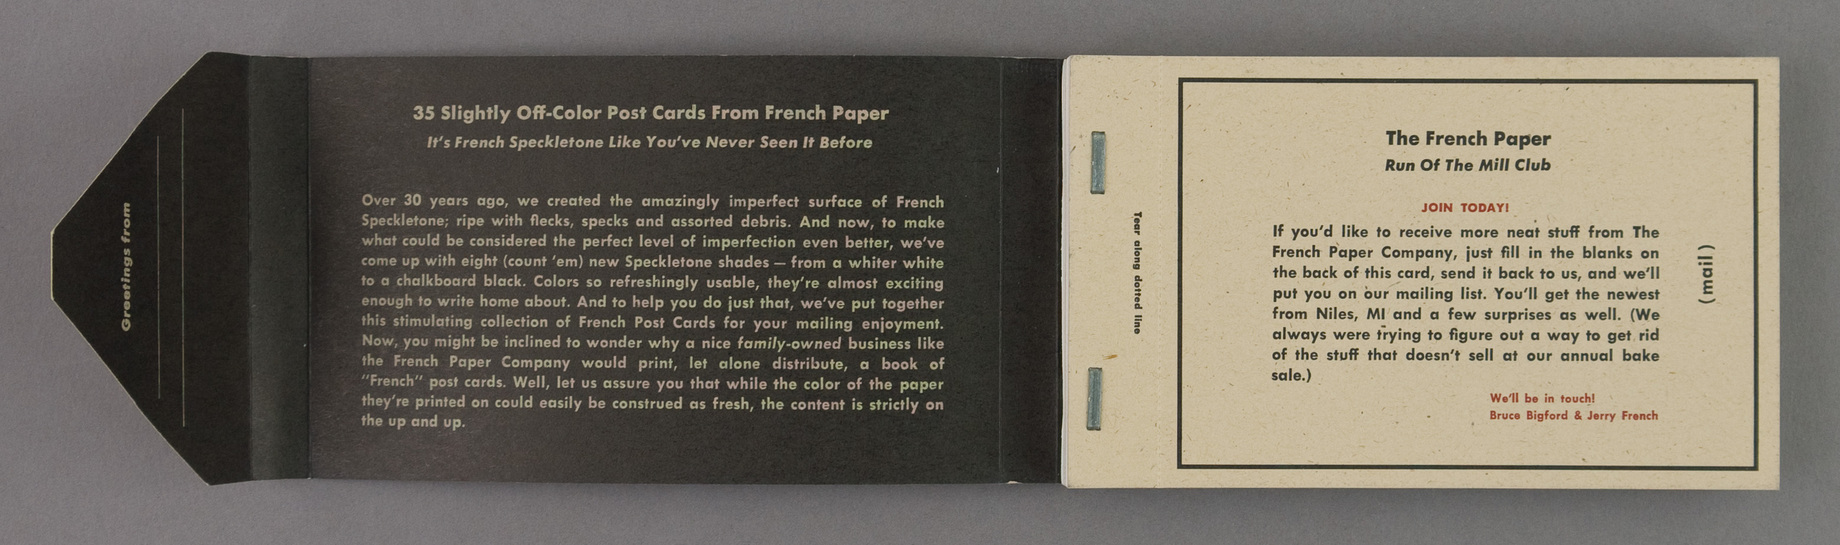 Greetings from
35 Slightly Off-Color Post Cards From French Paper
It's French Speckletone Like You've Never Seen It Before
Over 30 years ago, we created the amazingly imperfect surface of French
Speckletone; ripe with flecks, specks and assorted debris. And now, to make
what could be considered the perfect level of imperfection even better, we've
come up with eight (count 'em) new Speckletone shades — from a whiter white
to a chalkboard black. Colors so refreshingly usable, they're almost exciting
enough to write home about. And to help you do just that, we've put together
this stimulating collection of French Post Cards for your mailing enjoyment.
Now, you might be inclined to wonder why a nice family-owned business like
the French Paper Company would print, let alone distribute, a book of
"French" post cards. Well, let us assure you that while the color of the paper
they're printed on could easily be construed as fresh, the content is strictly on
the up and up.
Tear along dotted line
The French Paper
Run Of The Mill Club
JOIN TODAY!
If you'd like to receive more neat stuff from The
French Paper Company, just fill in the blanks on
the back of this card, send it back to us, and we'll
put you on our mailing list. You'll get the newest
from Niles, MI and a few surprises as well. (We
always were trying to figure out a way to get rid
of the stuff that doesn't sell at our annual bake
sale.)
We'll be in touch!
Bruce Bigford & Jerry French
(mail)